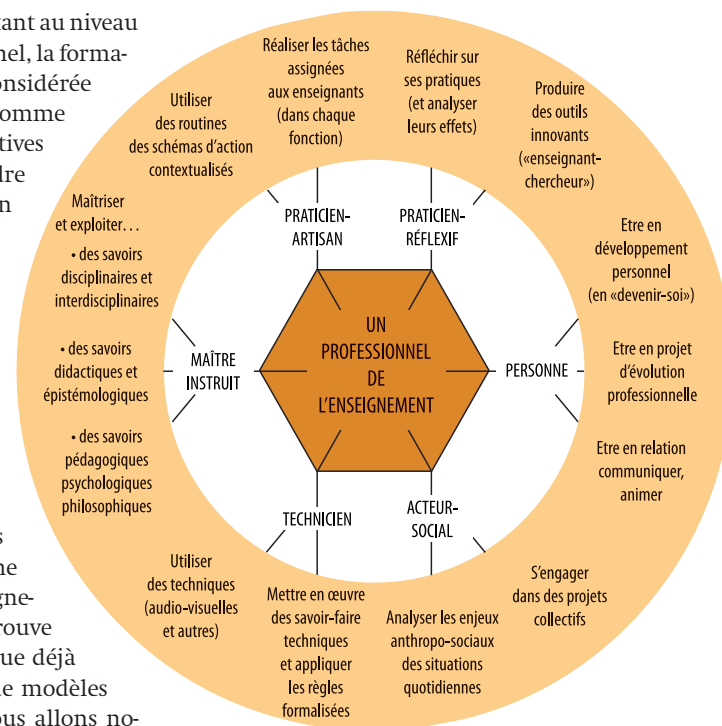 tant au niveau
nel, la forma-
onsidérée
omme
tives
dre
n
s
ne
gne-
rouve
ue déjà
le modèles
ous allons no-
Réaliser les tâches
assignées
aux enseignants
(dans chaque
fonction)
Réfléchir sur
ses pratiques
(et analyser
leurs effets)
Produire
des outils
innovants
(«enseignant-
chercheur»)
Etre en
développement
personnel
(en «devenir-soi»)
Etre en projet
d'évolution
professionnelle
Etre en relation
communiquer,
animer
S'engager
dans des projets
collectifs
Analyser les enjeux
anthropo-sociaux
des situations
quotidiennes
Mettre en œuvre
des savoir-faire
techniques
et appliquer
les règles
formalisées
Utiliser
des techniques
(audio-visuelles
et autres)
Maîtriser
et exploiter…
• des savoirs
disciplinaires et
interdisciplinaires
• des savoirs
didactiques et
épistémologiques
• des savoirs
pédagogiques
psychologiques
philosophiques
Utiliser
des routines
des schémas d'action
contextualisés
PRATICIEN-
ARTISAN
PRATICIEN-
RÉFLEXIF
PERSONNE
ACTEUR-
SOCIAL
TECHNICIEN
MAÎTRE
INSTRUIT
UN
PROFESSIONNEL
DE
L'ENSEIGNEMENT